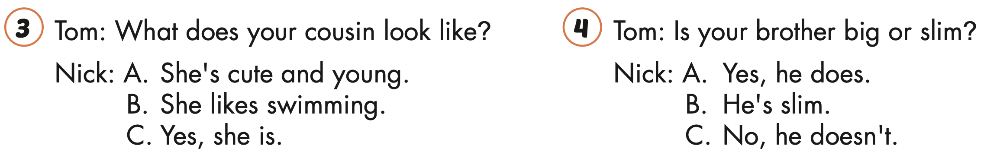 3 Tom: What does your cousin look like?
Nick: A. She's cute and young.
B. She likes swimming.
C. Yes, she is.
4 Tom: Is your brother big or slim?
Nick: A. Yes, he does.
B. He's slim.
C. No, he doesn't.